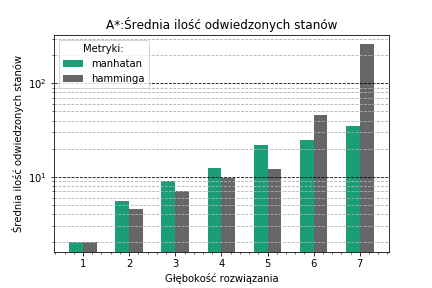 A*:Średnia ilość odwiedzonych stanów
Metryki:
manhatan
hamminga
Średnia ilość odwiedzonych stanów
10²
10¹
1 2 3 4 5 6 7
Głębokość rozwiązania